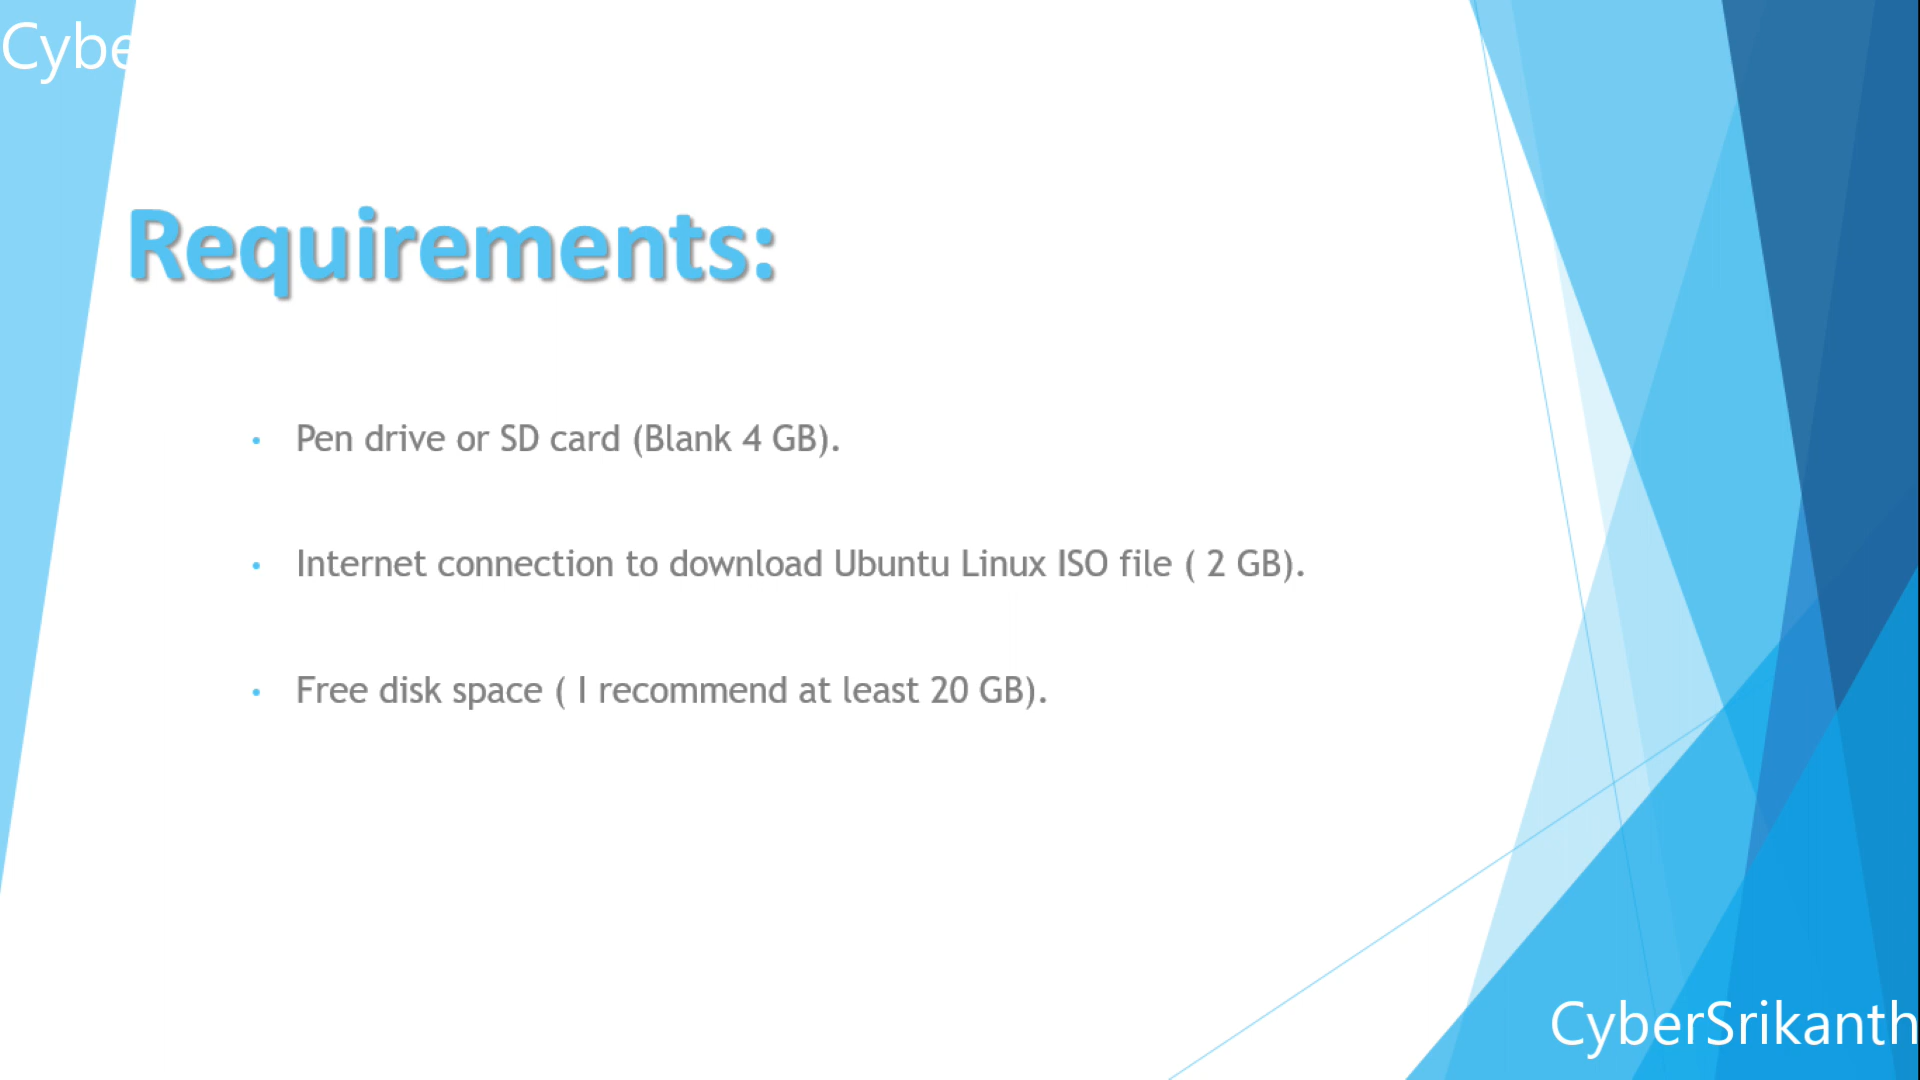 Cybe
Requirements:
• Pen drive or SD card (Blank 4 GB).
• Internet connection to download Ubuntu Linux ISO file ( 2 GB).
• Free disk space ( I recommend at least 20 GB).
CyberSrikanth